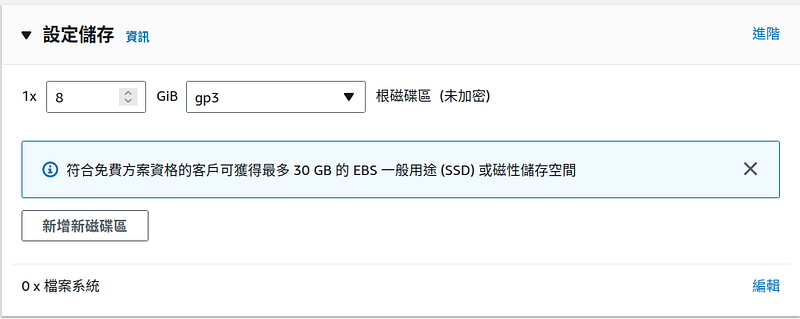 ▼ 設定儲存 資訊 進階
1x 8 GiB gp3 根磁碟區 (未加密)
符合免費方案資格的客戶可獲得最多 30 GB 的 EBS 一般用途 (SSD) 或磁性儲存空間
新增新磁碟區
0 x 檔案系統 編輯